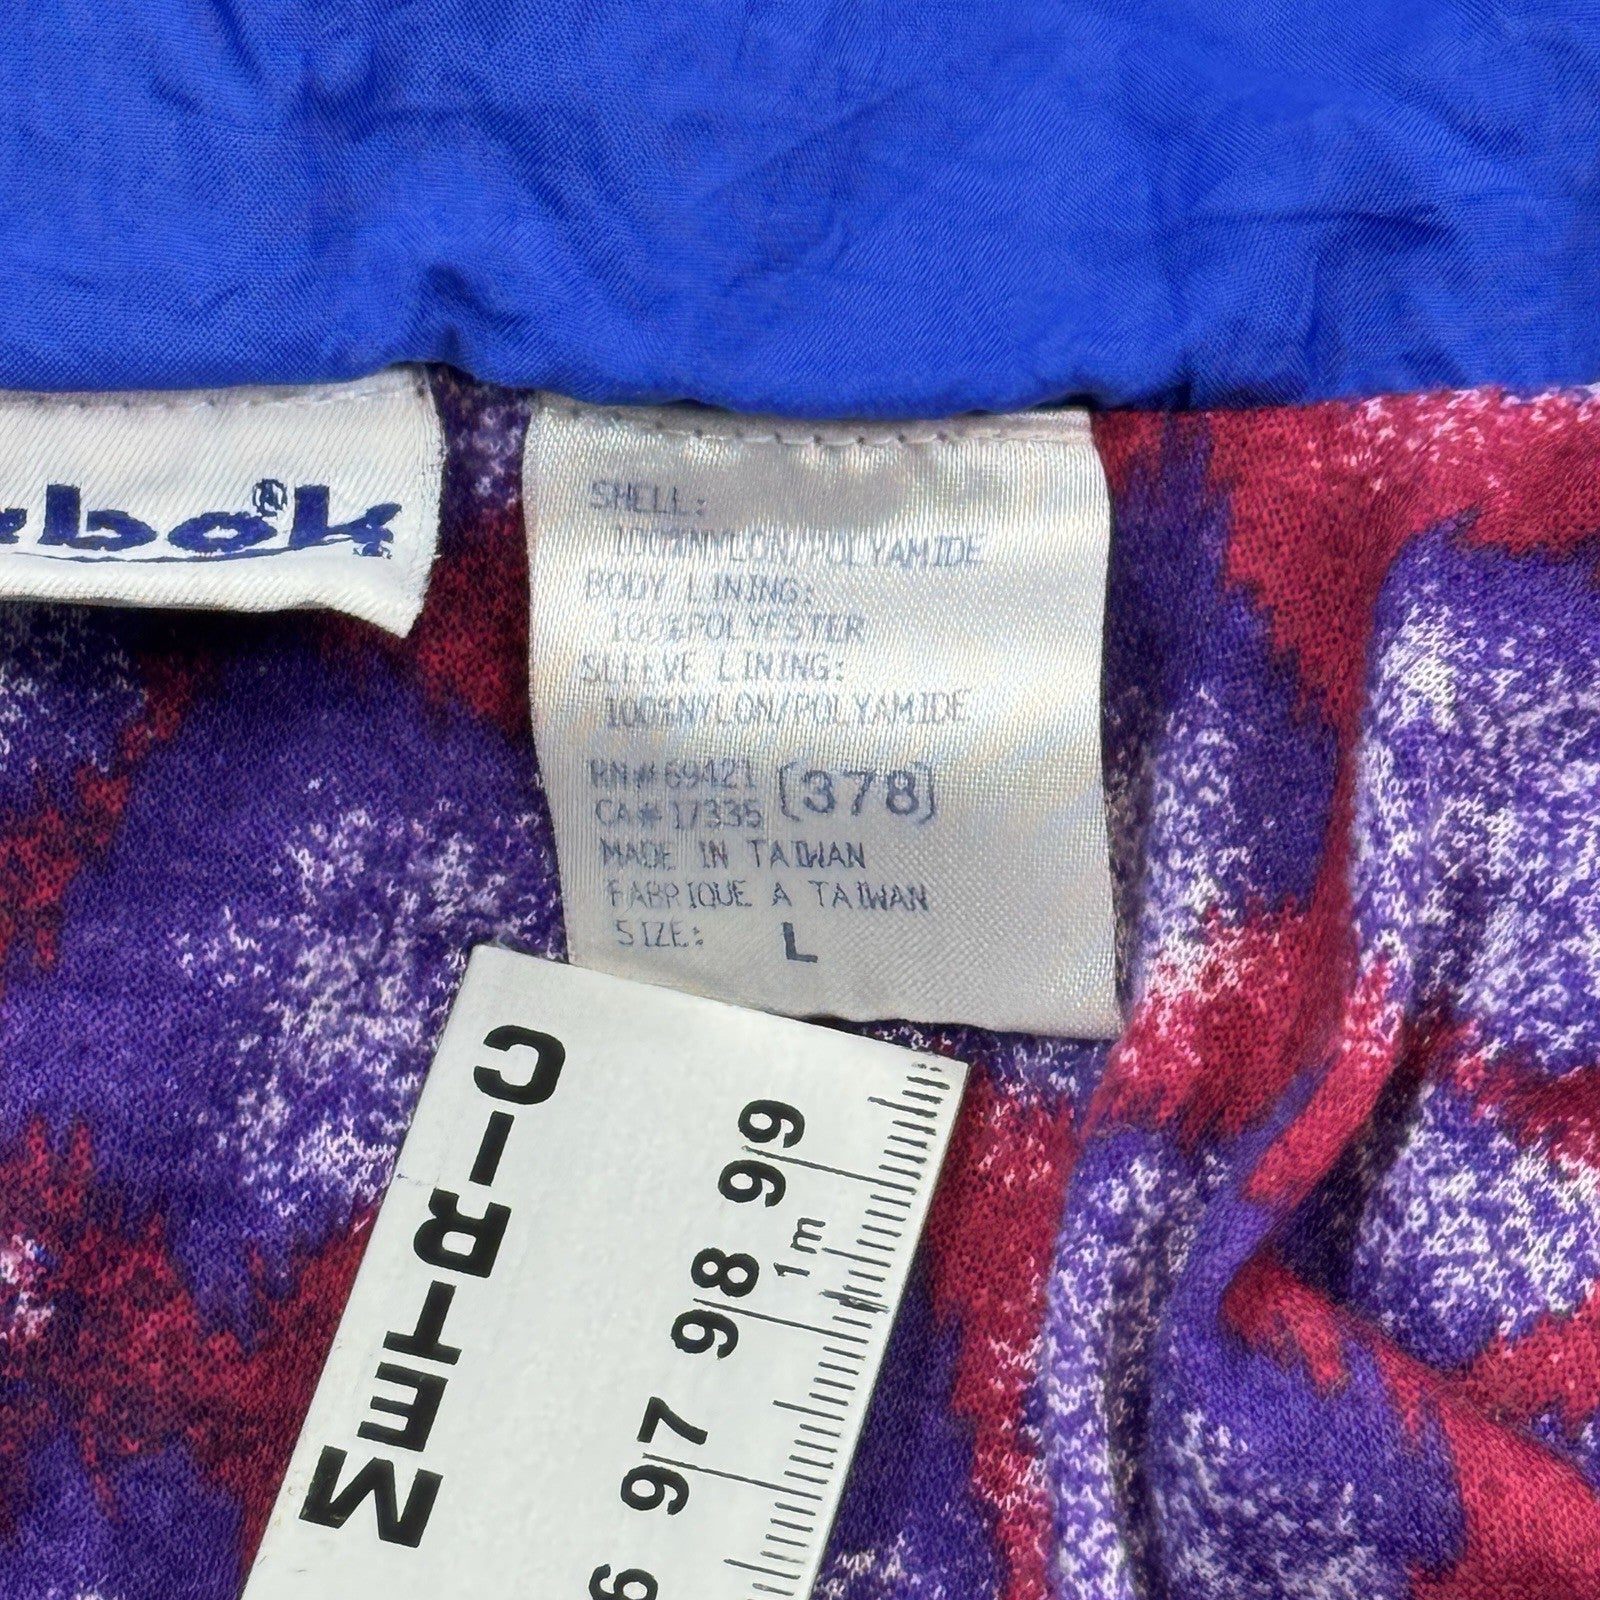 ebok®
SHELL:
100%NYLON/POLYAMIDE
BODY LINING:
100%POLYESTER
SLEEVE LINING:
100%NYLON/POLYAMIDE
RN#69421 (378)
CA#17335
MADE IN TAIWAN
FABRIQUE A TAIWAN
SIZE: L
METRIC
96 97 98 99
1m